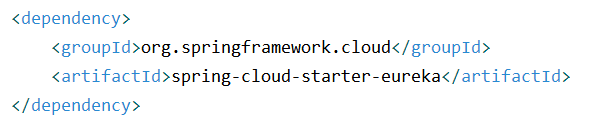 <dependency>
    <groupId>org.springframework.cloud</groupId>
    <artifactId>spring-cloud-starter-eureka</artifactId>
</dependency>